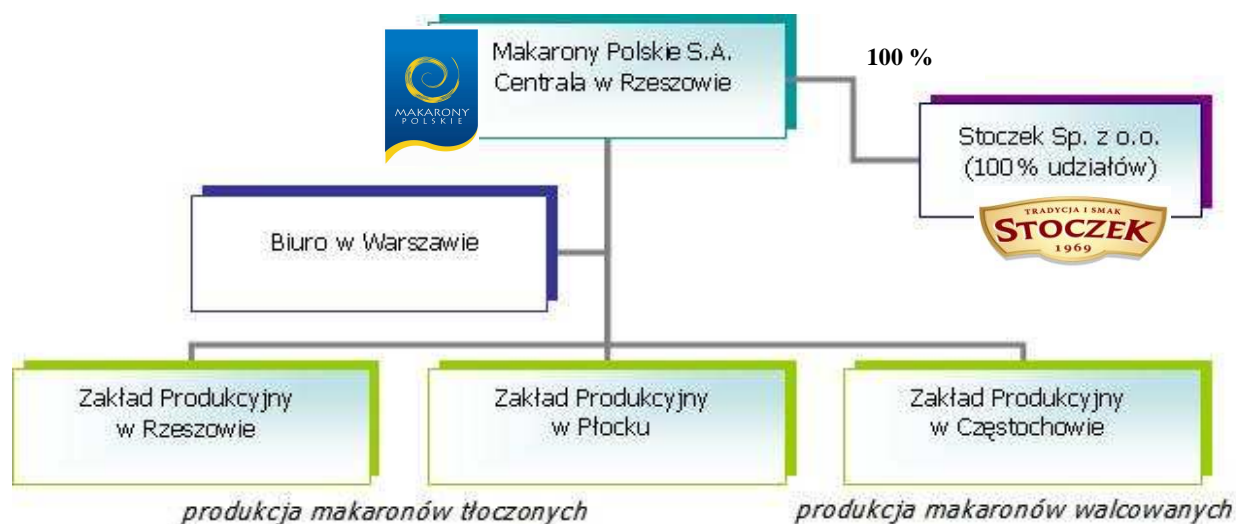 MAKARONY
POLSKIE
Makarony Polskie S.A.
Centrala w Rzeszowie
100 %
Stoczek Sp. z o.o.
(100% udziałów)
TRADYCJA I SMAK
STOCZEK
1969
Biuro w Warszawie
Zakład Produkcyjny
w Rzeszowie
Zakład Produkcyjny
w Płocku
Zakład Produkcyjny
w Częstochowie
produkcja makaronów tłoczonych
produkcja makaronów walcowanych